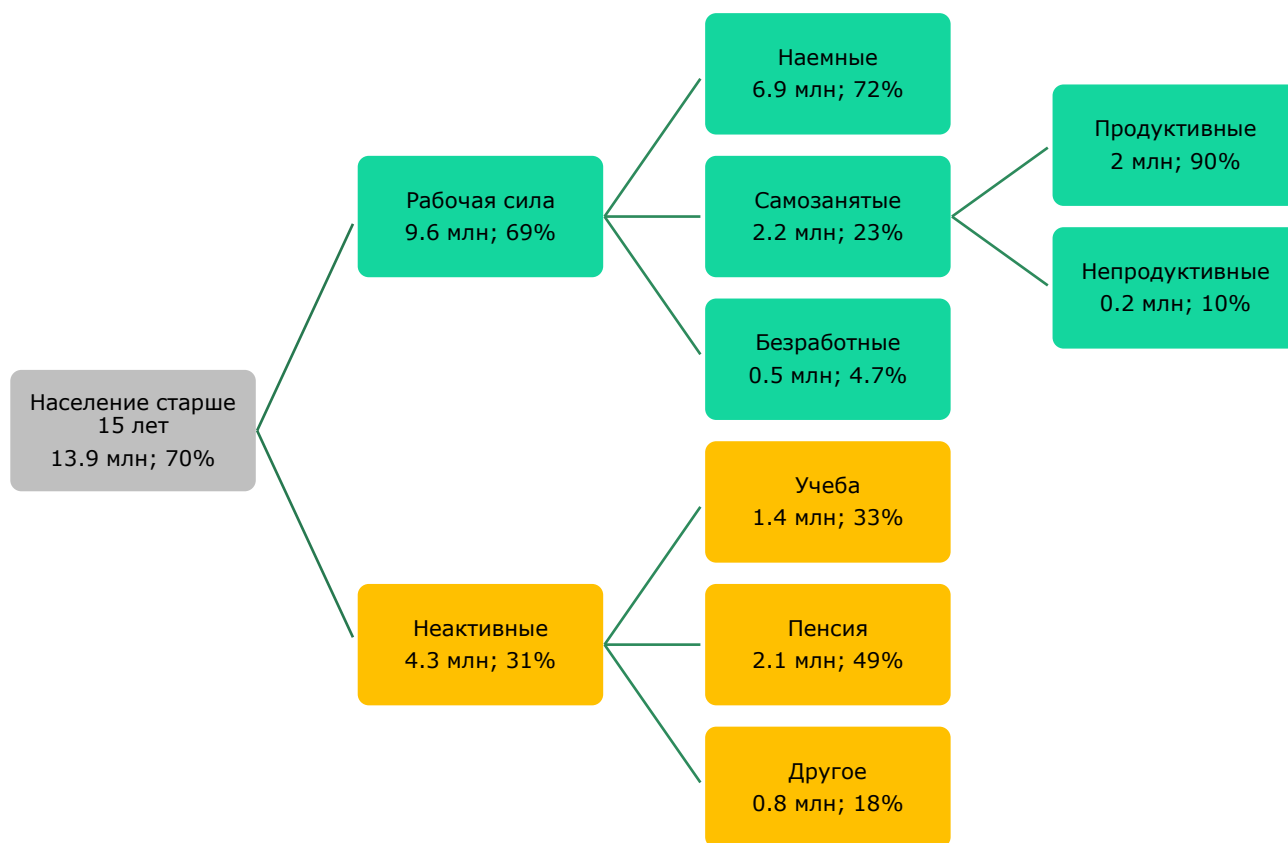 Население старше
15 лет
13.9 млн; 70%
Рабочая сила
9.6 млн; 69%
Наемные
6.9 млн; 72%
Самозанятые
2.2 млн; 23%
Продуктивные
2 млн; 90%
Непродуктивные
0.2 млн; 10%
Безработные
0.5 млн; 4.7%
Неактивные
4.3 млн; 31%
Учеба
1.4 млн; 33%
Пенсия
2.1 млн; 49%
Другое
0.8 млн; 18%